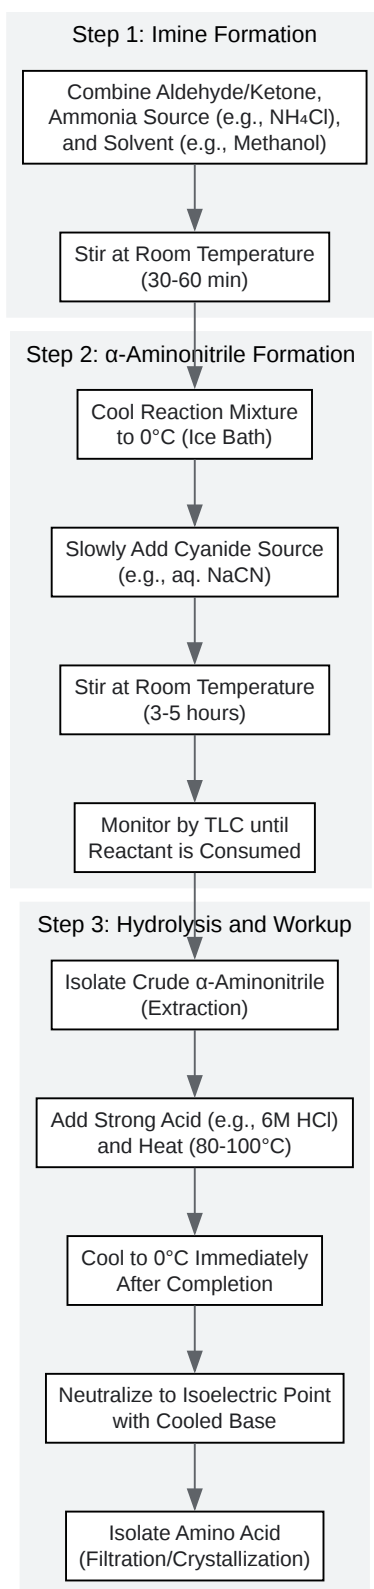 Step 1: Imine Formation
Combine Aldehyde/Ketone,
Ammonia Source (e.g., NH₄Cl),
and Solvent (e.g., Methanol)
Stir at Room Temperature
(30-60 min)
Step 2: α-Aminonitrile Formation
Cool Reaction Mixture
to 0°C (Ice Bath)
Slowly Add Cyanide Source
(e.g., aq. NaCN)
Stir at Room Temperature
(3-5 hours)
Monitor by TLC until
Reactant is Consumed
Step 3: Hydrolysis and Workup
Isolate Crude α-Aminonitrile
(Extraction)
Add Strong Acid (e.g., 6M HCl)
and Heat (80-100°C)
Cool to 0°C Immediately
After Completion
Neutralize to Isoelectric Point
with Cooled Base
Isolate Amino Acid
(Filtration/Crystallization)